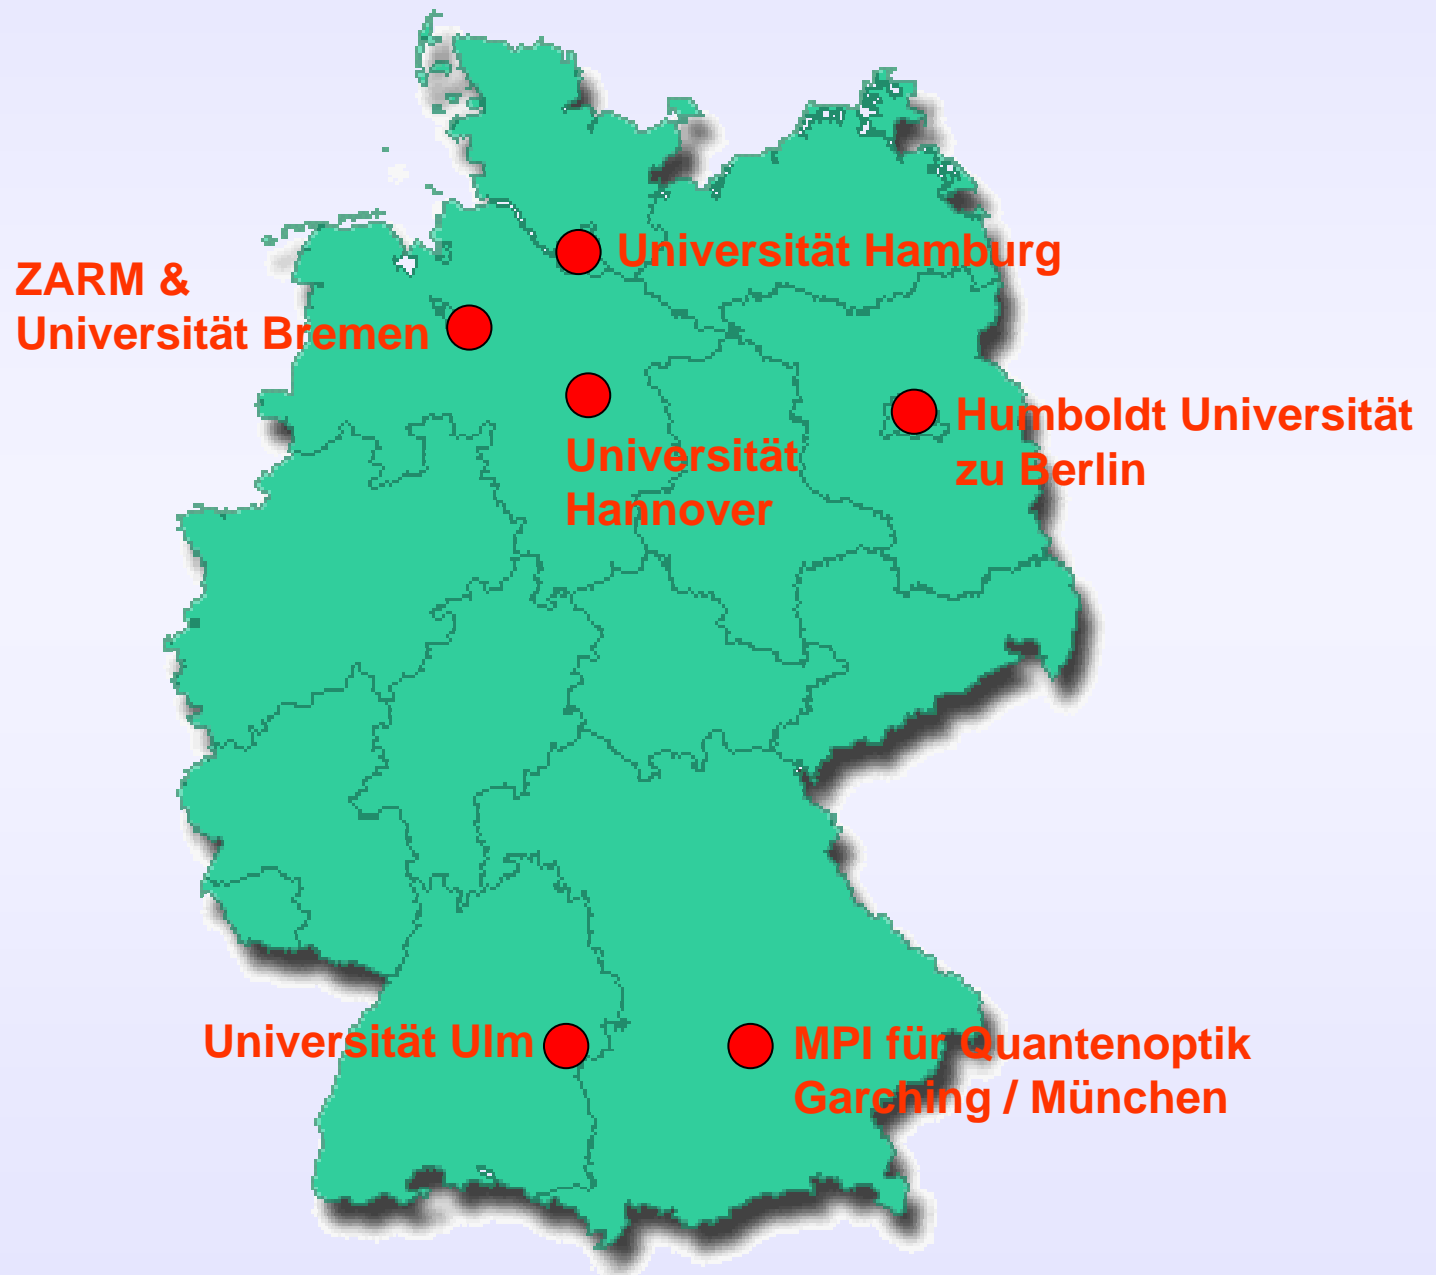 Universität Hamburg
ZARM &
Universität Bremen
Humboldt Universität
zu Berlin
Universität
Hannover
Universität Ulm
MPI für Quantenoptik
Garching / München